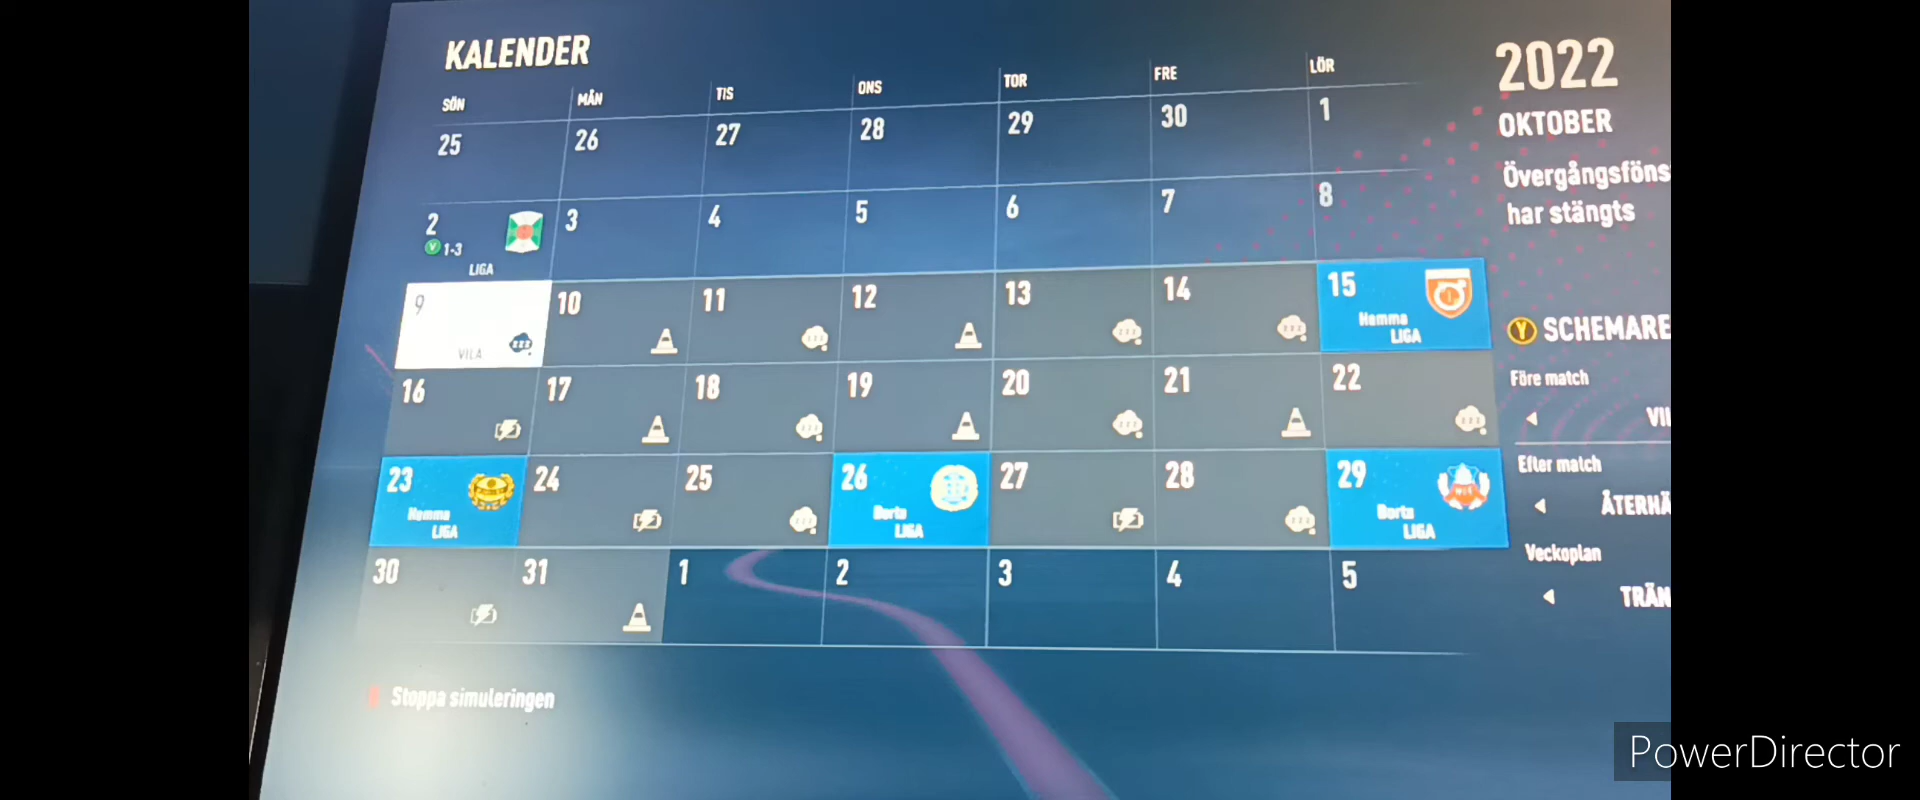 KALENDER
SÖN MÅN TIS ONS TOR FRE LÖR
25 26 27 28 29 30 1
2 3 4 5 6 7 8
1-3
LIGA
9 10 11 12 13 14 15
VILA
Hemma
LIGA
16 17 18 19 20 21 22
23 24 25 26 27 28 29
Hemma
LIGA
Borta
LIGA
Borta
LIGA
30 31 1 2 3 4 5
Stoppa simuleringen
2022
OKTOBER
Övergångsföns
har stängts
Y SCHEMARE
Före match
VIL
Efter match
ÅTERHÄ
Veckoplan
TRÄN
PowerDirector